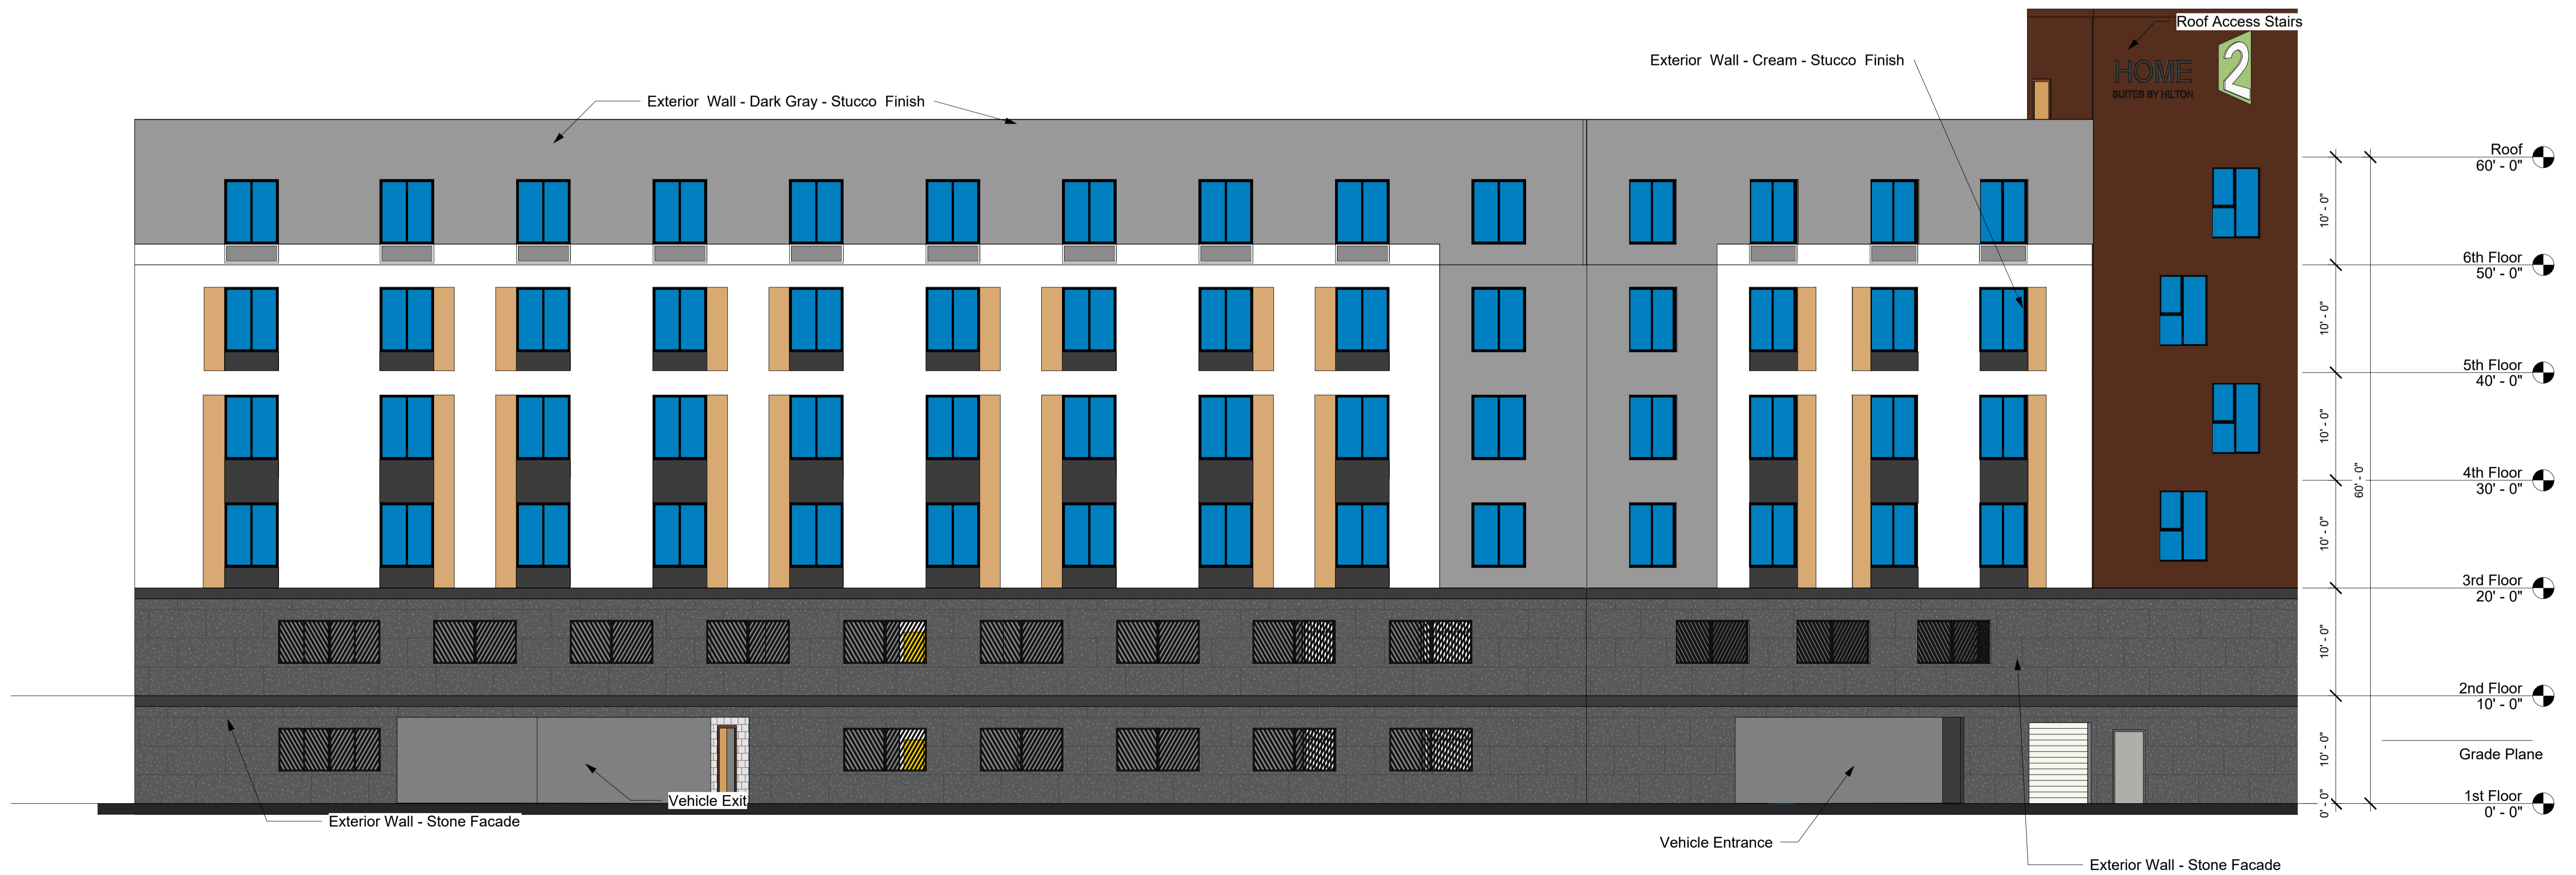 Roof Access Stairs
HOME 2
SUITES BY HILTON
Exterior Wall - Cream - Stucco Finish
Exterior Wall - Dark Gray - Stucco Finish
Roof
60' - 0"
10' - 0"
6th Floor
50' - 0"
10' - 0"
5th Floor
40' - 0"
10' - 0"
60' - 0"
4th Floor
30' - 0"
10' - 0"
3rd Floor
20' - 0"
10' - 0"
2nd Floor
10' - 0"
10' - 0"
Grade Plane
1st Floor
0' - 0"
0' - 0"
Vehicle Exit
Exterior Wall - Stone Facade
Vehicle Entrance
Exterior Wall - Stone Facade